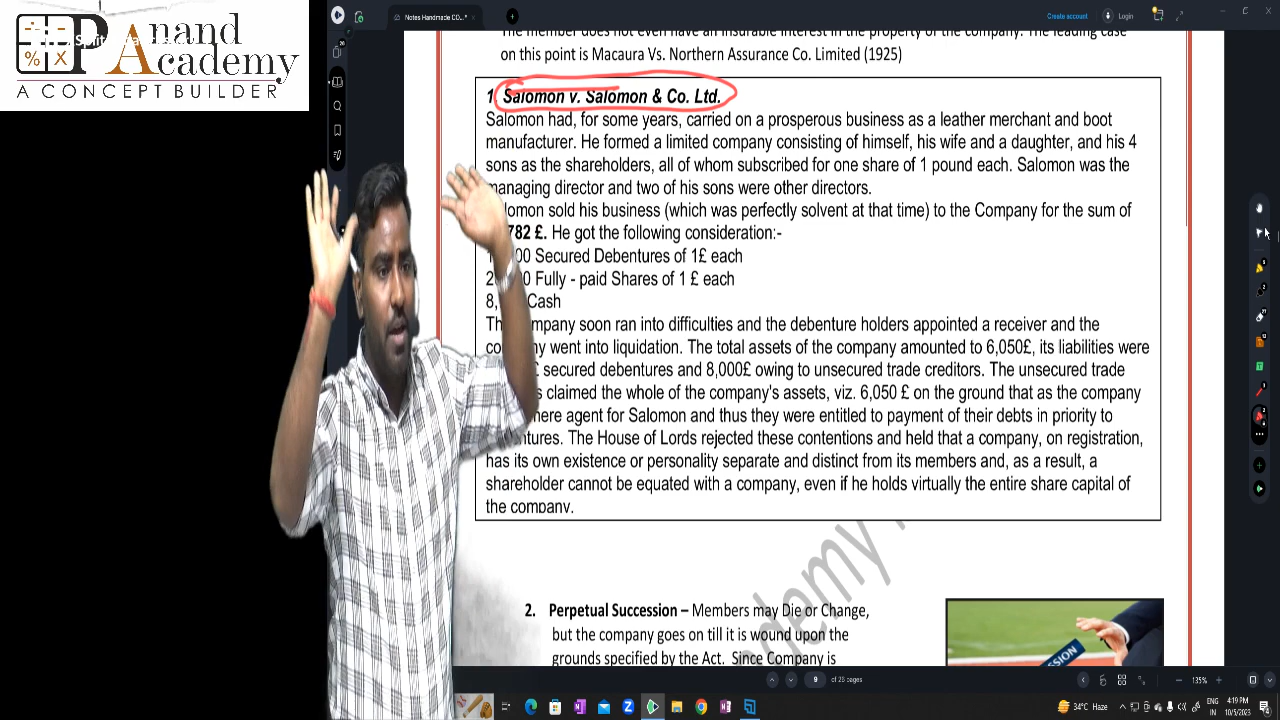 Anand
Academy
A CONCEPT BUILDER
Notes Handmade CO..."
Create account
Login
The member does not even have an insurable interest in the property of the company. The leading case
on this point is Macaura Vs. Northern Assurance Co. Limited (1925)
1. Salomon v. Salomon & Co. Ltd.
Salomon had, for some years, carried on a prosperous business as a leather merchant and boot
manufacturer. He formed a limited company consisting of himself, his wife and a daughter, and his 4
sons as the shareholders, all of whom subscribed for one share of 1 pound each. Salomon was the
managing director and two of his sons were other directors.
lomon sold his business (which was perfectly solvent at that time) to the Company for the sum of
782 £. He got the following consideration:-
00 Secured Debentures of 1£ each
0 Fully - paid Shares of 1 £ each
8, Cash
ompany soon ran into difficulties and the debenture holders appointed a receiver and the
went into liquidation. The total assets of the company amounted to 6,050£, its liabilities were
£ secured debentures and 8,000£ owing to unsecured trade creditors. The unsecured trade
s claimed the whole of the company's assets, viz. 6,050 £ on the ground that as the company
mere agent for Salomon and thus they were entitled to payment of their debts in priority to
ntures. The House of Lords rejected these contentions and held that a company, on registration,
has its own existence or personality separate and distinct from its members and, as a result, a
shareholder cannot be equated with a company, even if he holds virtually the entire share capital of
the company.
2. Perpetual Succession – Members may Die or Change,
but the company goes on till it is wound upon the
grounds specified by the Act. Since Company is
9 of 26 pages
135%
34°C Haze
ENG
IN
4:19 PM
10/5/2023